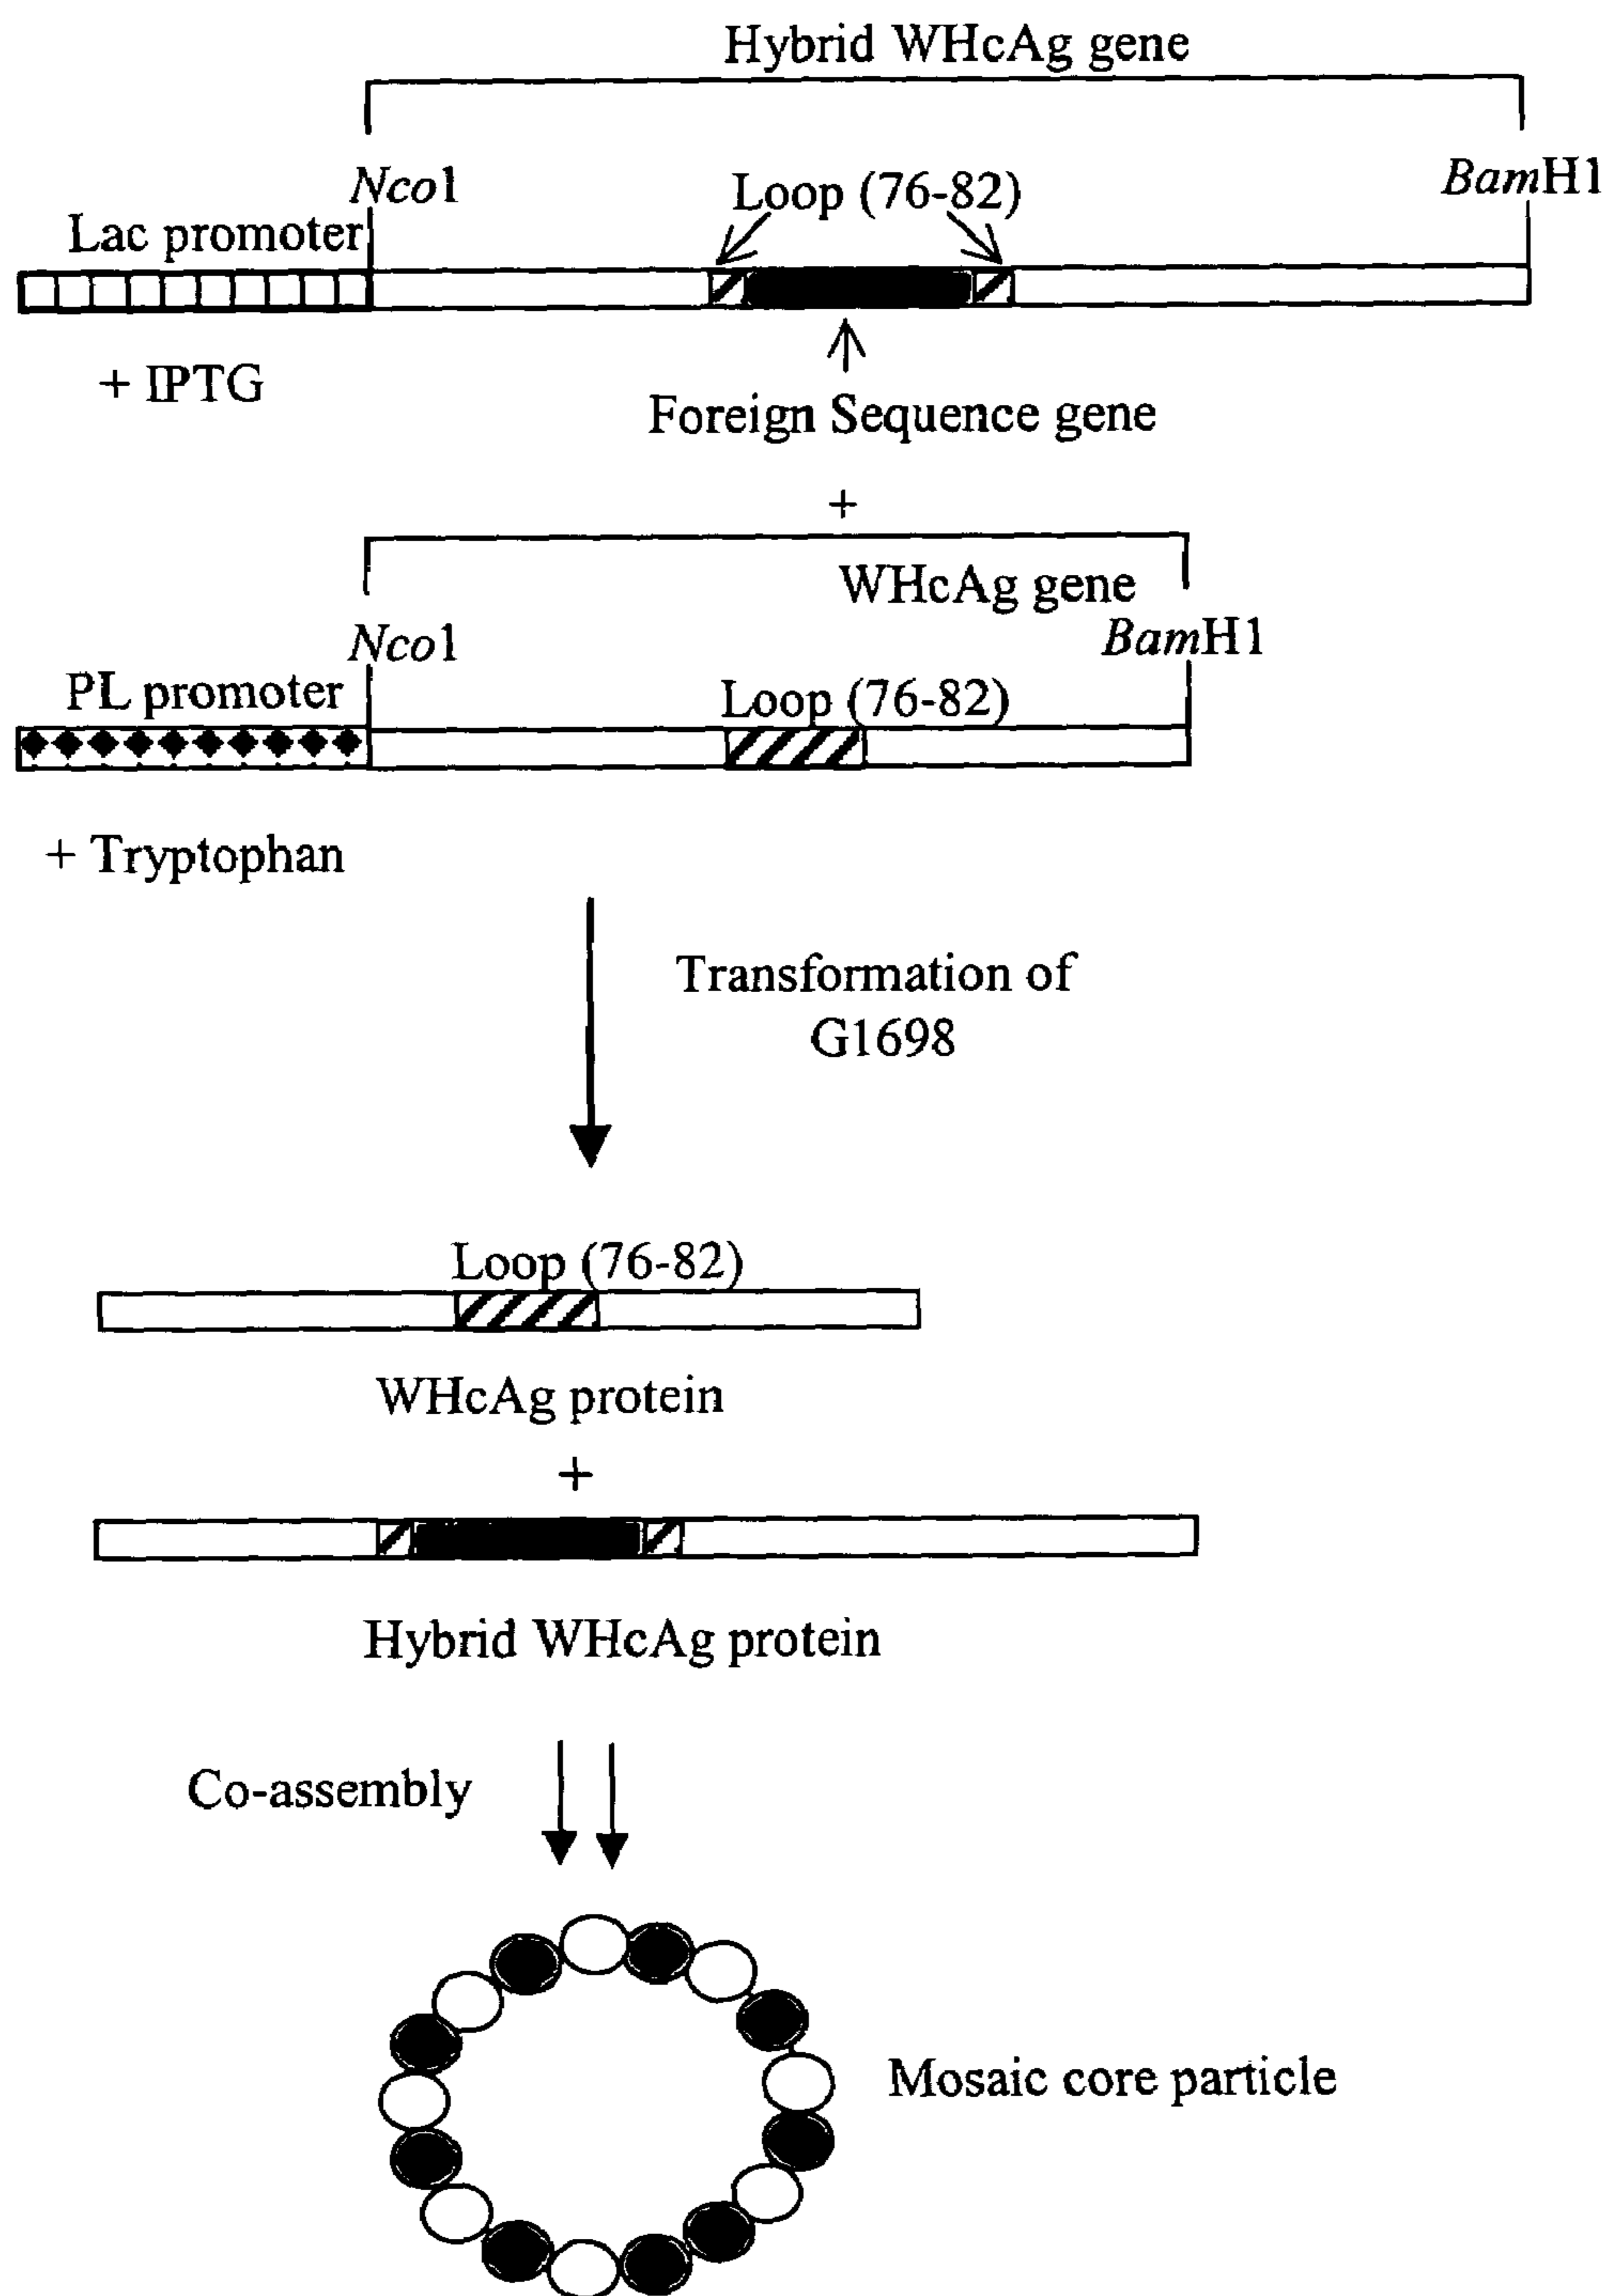 Hybrid WHcAg gene
Nco1
Loop (76-82)
BamH1
Lac promoter
+ IPTG
Foreign Sequence gene
+
WHcAg gene
Nco1
BamH1
PL promoter
Loop (76-82)
+ Tryptophan
Transformation of
G1698
Loop (76-82)
WHcAg protein
+
Hybrid WHcAg protein
Co-assembly
Mosaic core particle